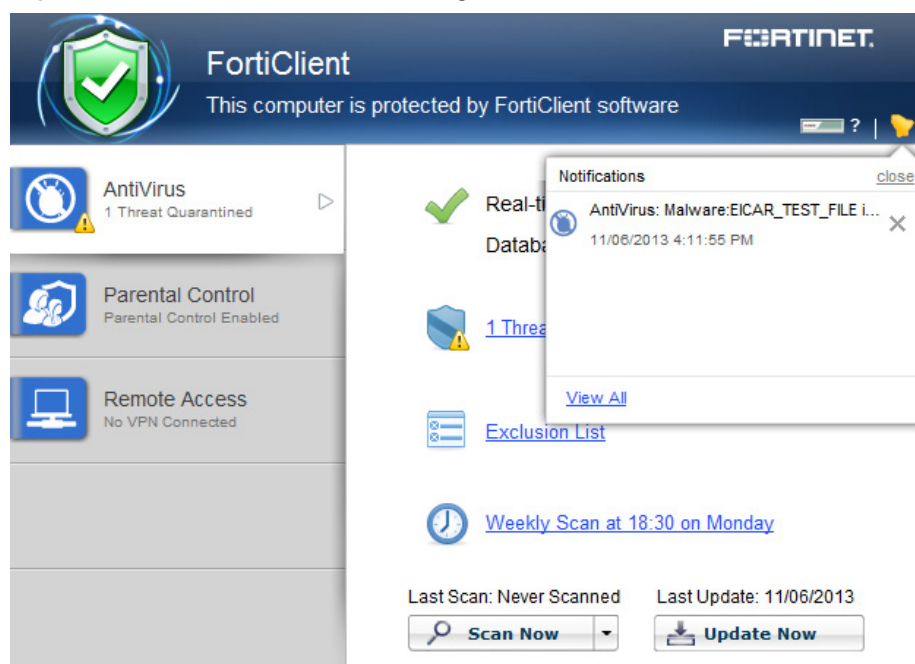 FORTINET
FortiClient
This computer is protected by FortiClient software
? |
AntiVirus
1 Threat Quarantined
Parental Control
Parental Control Enabled
Remote Access
No VPN Connected
Notifications
close
AntiVirus: Malware:EICAR_TEST_FILE i...
11/06/2013 4:11:55 PM
View All
Real-ti
Databa
1 Threa
Exclusion List
Weekly Scan at 18:30 on Monday
Last Scan: Never Scanned
Last Update: 11/06/2013
Scan Now
Update Now